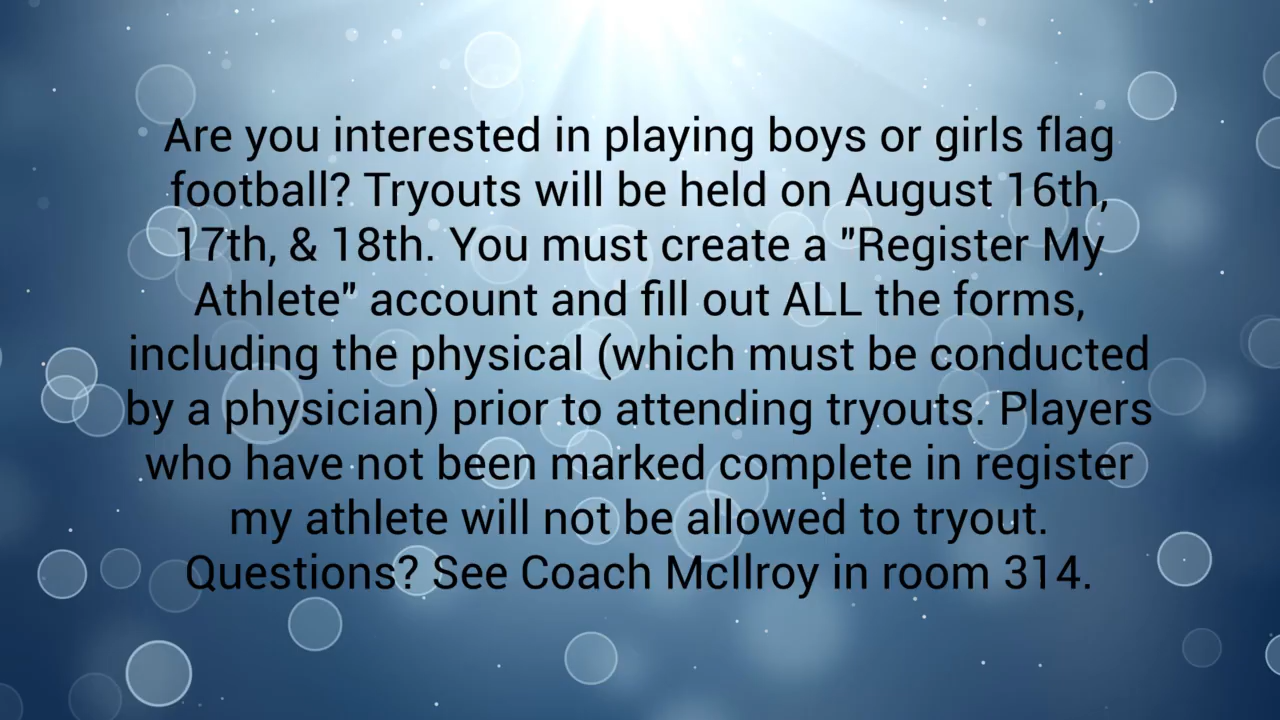 Are you interested in playing boys or girls flag
football? Tryouts will be held on August 16th,
17th, & 18th. You must create a "Register My
Athlete" account and fill out ALL the forms,
including the physical (which must be conducted
by a physician) prior to attending tryouts. Players
who have not been marked complete in register
my athlete will not be allowed to tryout.
Questions? See Coach McIlroy in room 314.